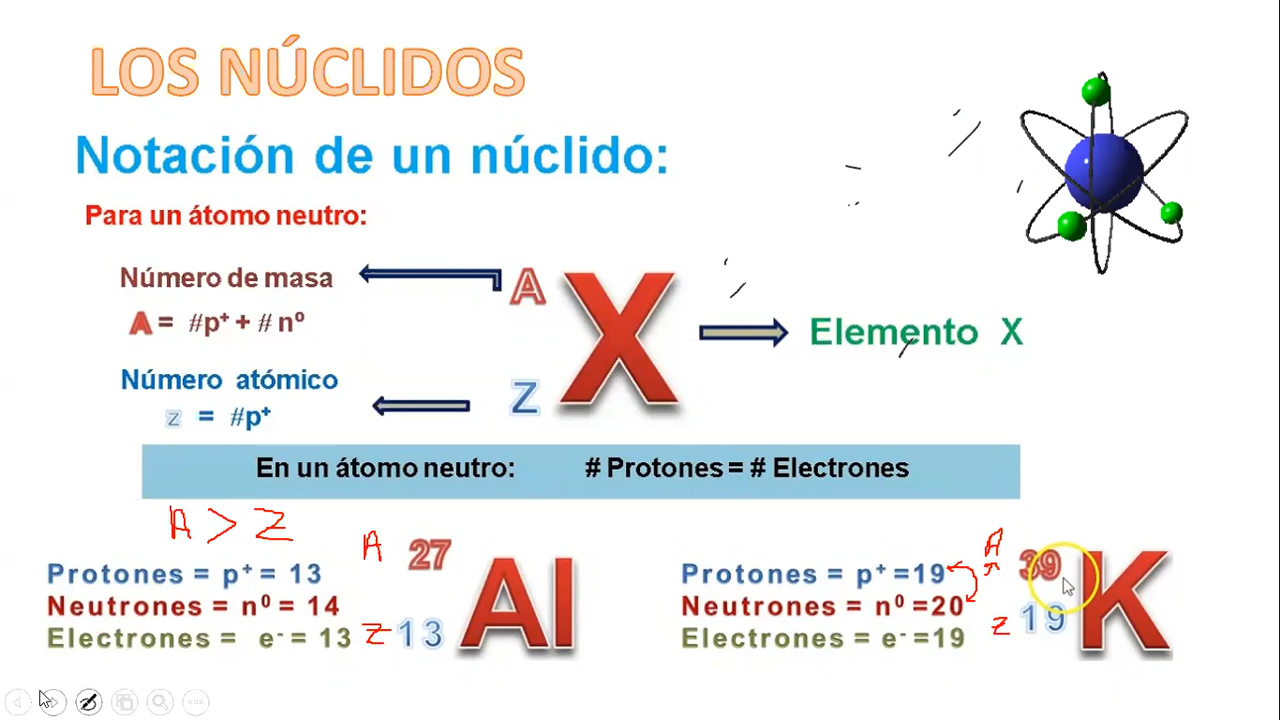 LOS NÚCLIDOS
Notación de un núclido:
Para un átomo neutro:
Número de masa
A = #p⁺ + # n⁰
Número atómico
z = #p⁺
A
X
Z
Elemento X
En un átomo neutro: # Protones = # Electrones
A > Z
Protones = p⁺ = 13
Neutrones = n⁰ = 14
Electrones = e⁻ = 13
A 27
Z 13
Al
Protones = p⁺ =19
Neutrones = n⁰ =20
Electrones = e⁻ =19
A 39
Z 19
K